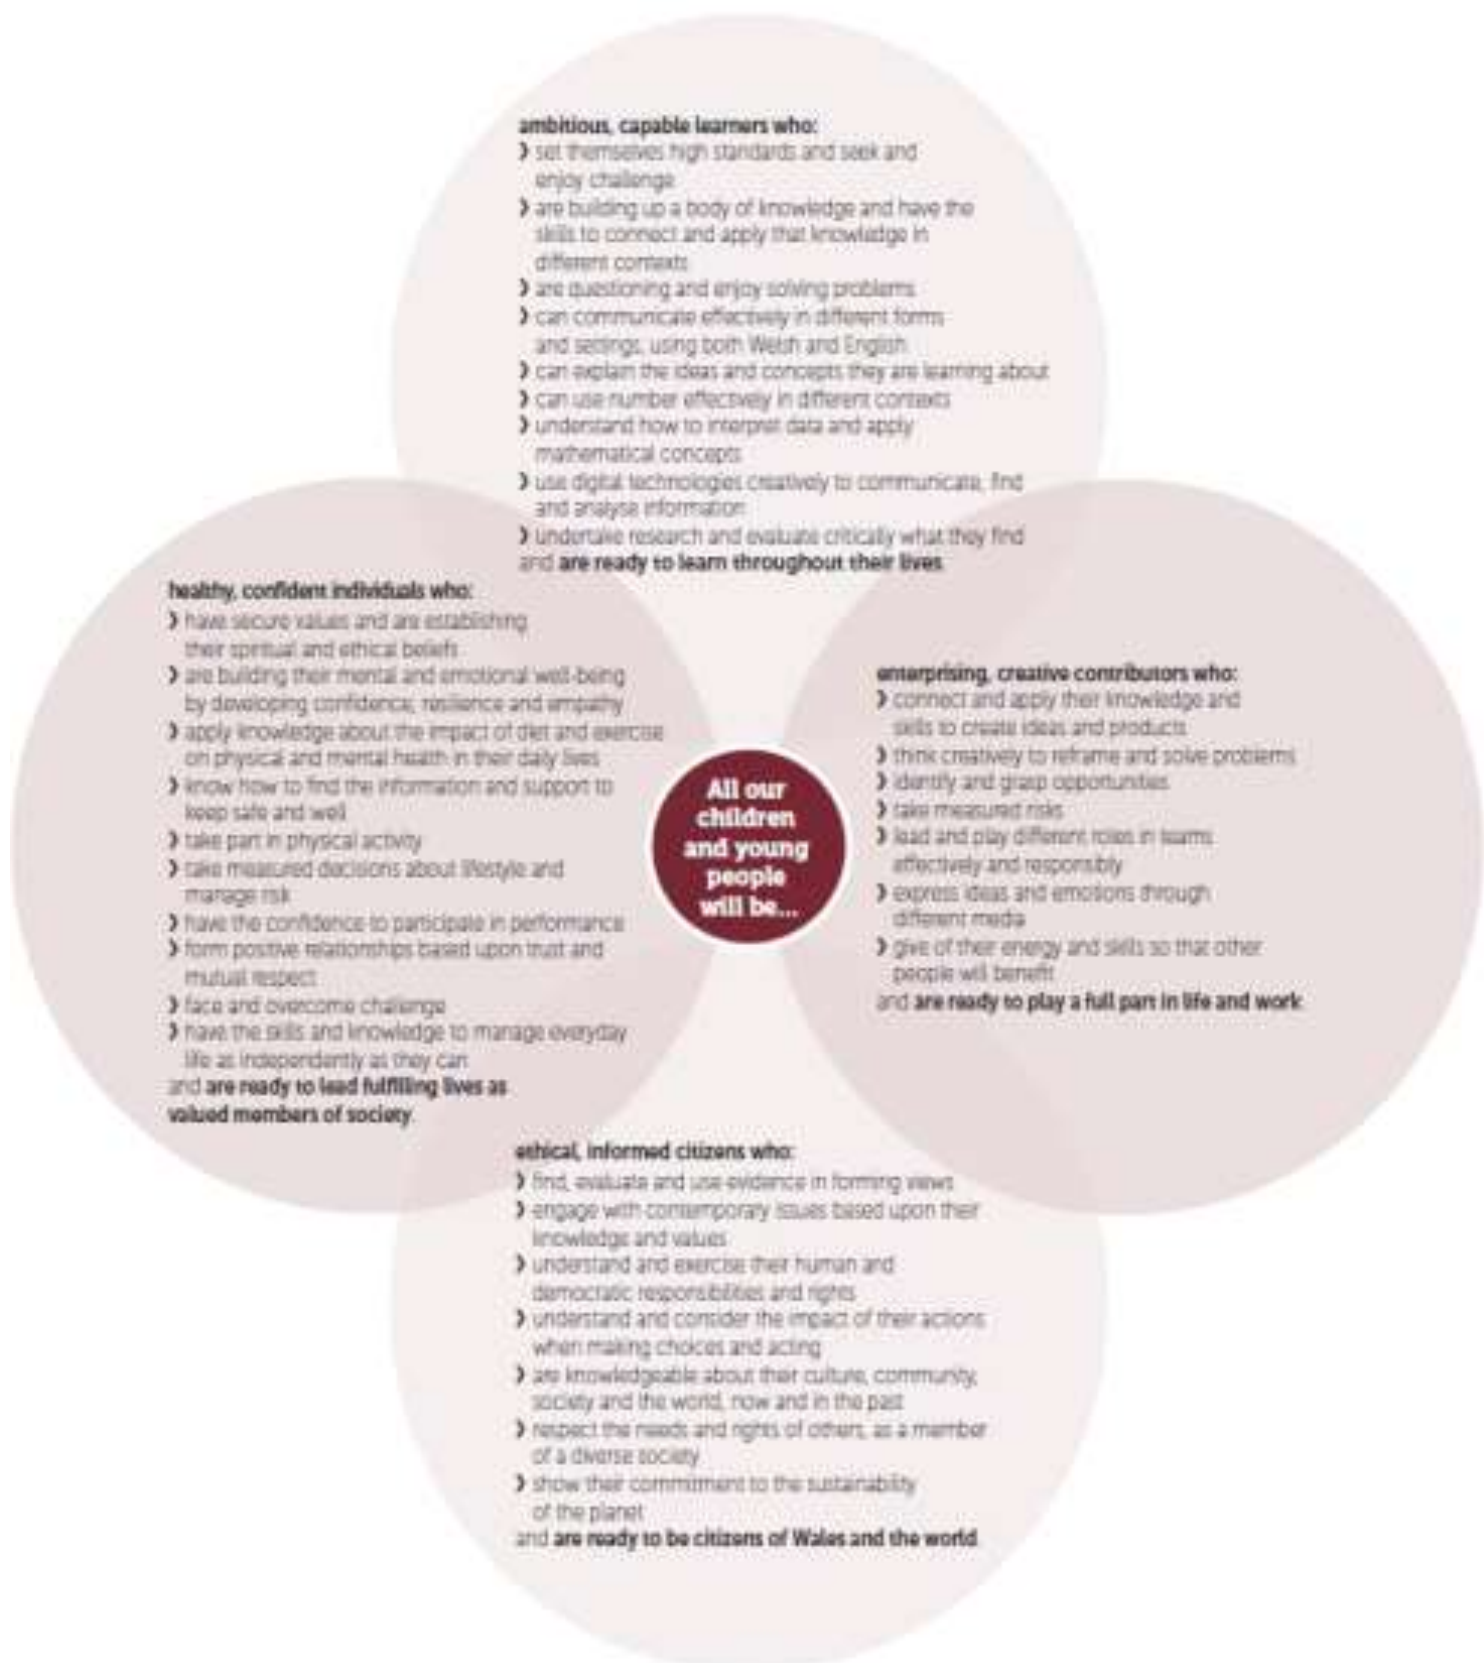 ambitious, capable learners who:
❯ set themselves high standards and seek and
enjoy challenge
❯ are building up a body of knowledge and have the
skills to connect and apply that knowledge in
different contexts
❯ are questioning and enjoy solving problems
❯ can communicate effectively in different forms
and settings, using both Welsh and English
❯ can explain the ideas and concepts they are learning about
❯ can use number effectively in different contexts
❯ understand how to interpret data and apply
mathematical concepts
❯ use digital technologies creatively to communicate, find
and analyse information
❯ undertake research and evaluate critically what they find
and are ready to learn throughout their lives.
healthy, confident individuals who:
❯ have secure values and are establishing
their spiritual and ethical beliefs
❯ are building their mental and emotional well-being
by developing confidence, resilience and empathy
❯ apply knowledge about the impact of diet and exercise
on physical and mental health in their daily lives
❯ know how to find the information and support to
keep safe and well
❯ take part in physical activity
❯ take measured decisions about lifestyle and
manage risk
❯ have the confidence to participate in performance
❯ form positive relationships based upon trust and
mutual respect
❯ face and overcome challenge
❯ have the skills and knowledge to manage everyday
life as independently as they can
and are ready to lead fulfilling lives as
valued members of society.
All our
children
and young
people
will be...
enterprising, creative contributors who:
❯ connect and apply their knowledge and
skills to create ideas and products
❯ think creatively to reframe and solve problems
❯ identify and grasp opportunities
❯ take measured risks
❯ lead and play different roles in teams
effectively and responsibly
❯ express ideas and emotions through
different media
❯ give of their energy and skills so that other
people will benefit
and are ready to play a full part in life and work.
ethical, informed citizens who:
❯ find, evaluate and use evidence in forming views
❯ engage with contemporary issues based upon their
knowledge and values
❯ understand and exercise their human and
democratic responsibilities and rights
❯ understand and consider the impact of their actions
when making choices and acting
❯ are knowledgeable about their culture, community,
society and the world, now and in the past
❯ respect the needs and rights of others, as a member
of a diverse society
❯ show their commitment to the sustainability
of the planet
and are ready to be citizens of Wales and the world.